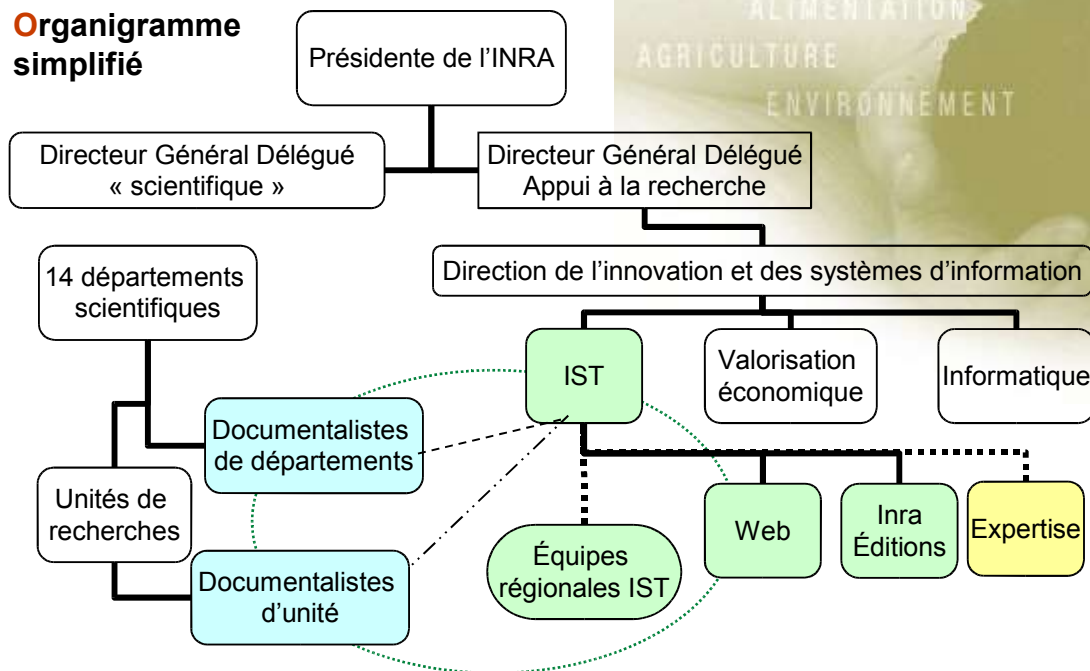 Organigramme
simplifié
ALIMENTATION
AGRICULTURE
ENVIRONNEMENT
Présidente de l’INRA
Directeur Général Délégué
« scientifique »
Directeur Général Délégué
Appui à la recherche
14 départements
scientifiques
Direction de l’innovation et des systèmes d’information
IST
Valorisation
économique
Informatique
Documentalistes
de départements
Unités de
recherches
Documentalistes
d’unité
Équipes
régionales IST
Web
Inra
Éditions
Expertise